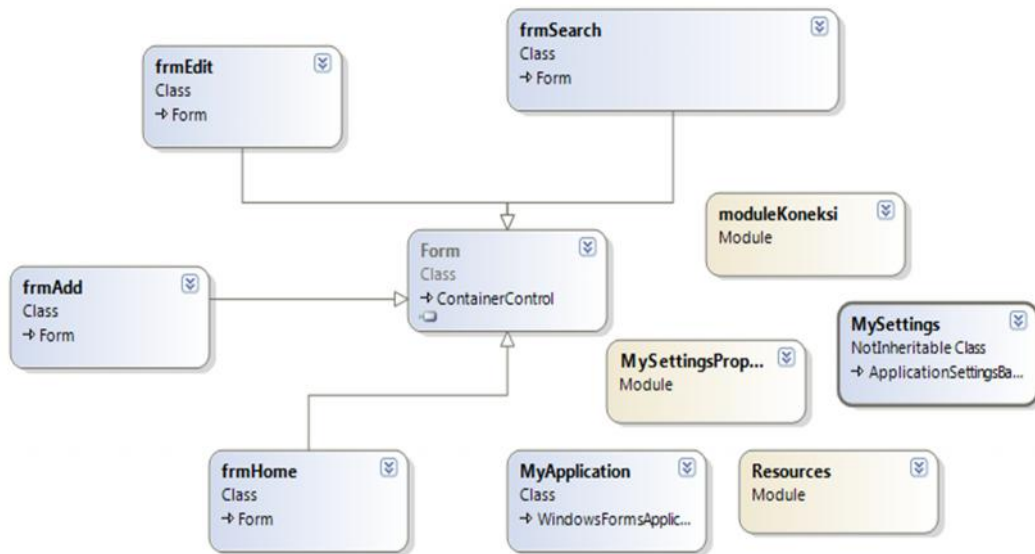 frmSearch
Class
Form
frmEdit
Class
Form
moduleKoneksi
Module
Form
Class
ContainerControl
frmAdd
Class
Form
MySettings
NotInheritable Class
ApplicationSettingsBa...
MySettingsProp...
Module
frmHome
Class
Form
MyApplication
Class
WindowsFormsApplic...
Resources
Module